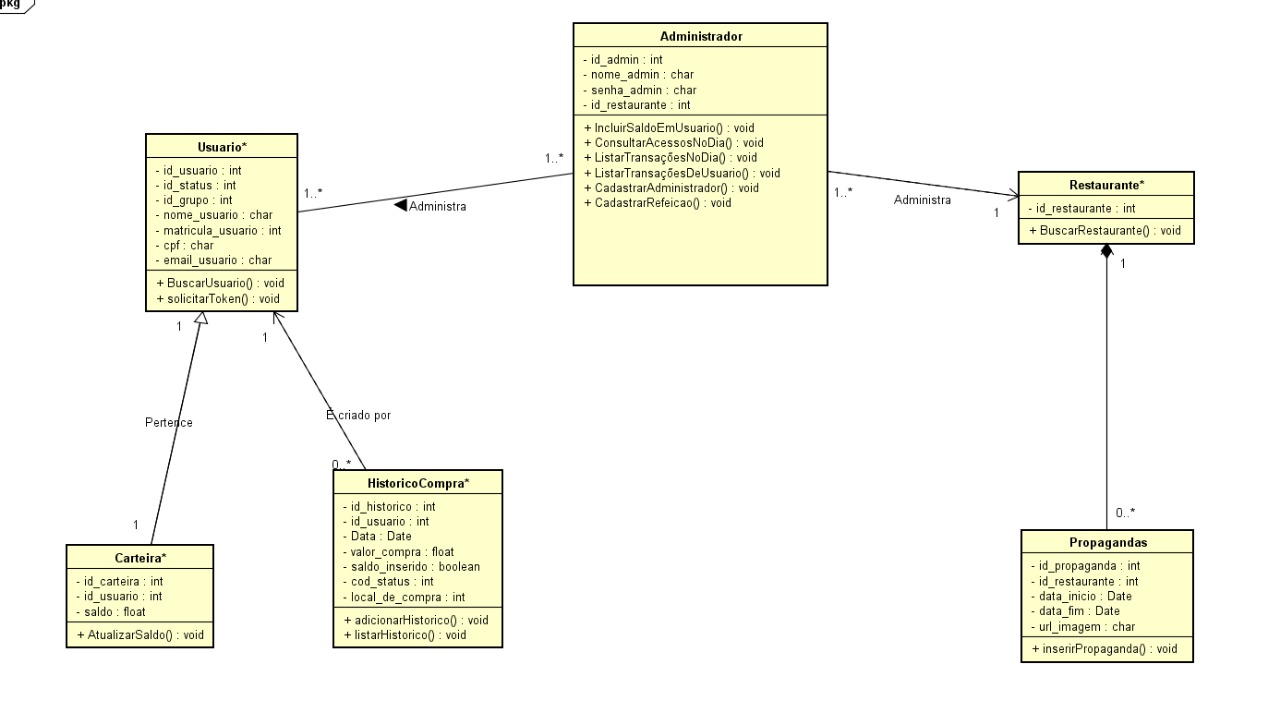 pkg
Administrador
- id_admin : int
- nome_admin : char
- senha_admin : char
- id_restaurante : int
+ IncluirSaldoEmUsuario() : void
+ ConsultarAcessosNoDia() : void
+ ListarTransaçõesNoDia() : void
+ ListarTransaçõesDeUsuario() : void
+ CadastrarAdministrador() : void
+ CadastrarRefeicao() : void
Usuario*
- id_usuario : int
- id_status : int
- id_grupo : int
- nome_usuario : char
- matricula_usuario : int
- cpf : char
- email_usuario : char
+ BuscarUsuario() : void
+ solicitarToken() : void
1..*
1..*
Administra
1..*
Administra
1
Restaurante*
- id_restaurante : int
+ BuscarRestaurante() : void
1
1
1
Pertence
É criado por
0..*
1
0..*
HistoricoCompra*
- id_historico : int
- id_usuario : int
- Data : Date
- valor_compra : float
- saldo_inserido : boolean
- cod_status : int
- local_de_compra : int
+ adicionarHistorico() : void
+ listarHistorico() : void
Carteira*
- id_carteira : int
- id_usuario : int
- saldo : float
+ AtualizarSaldo() : void
Propagandas
- id_propaganda : int
- id_restaurante : int
- data_inicio : Date
- data_fim : Date
- url_imagem : char
+ inserirPropaganda() : void